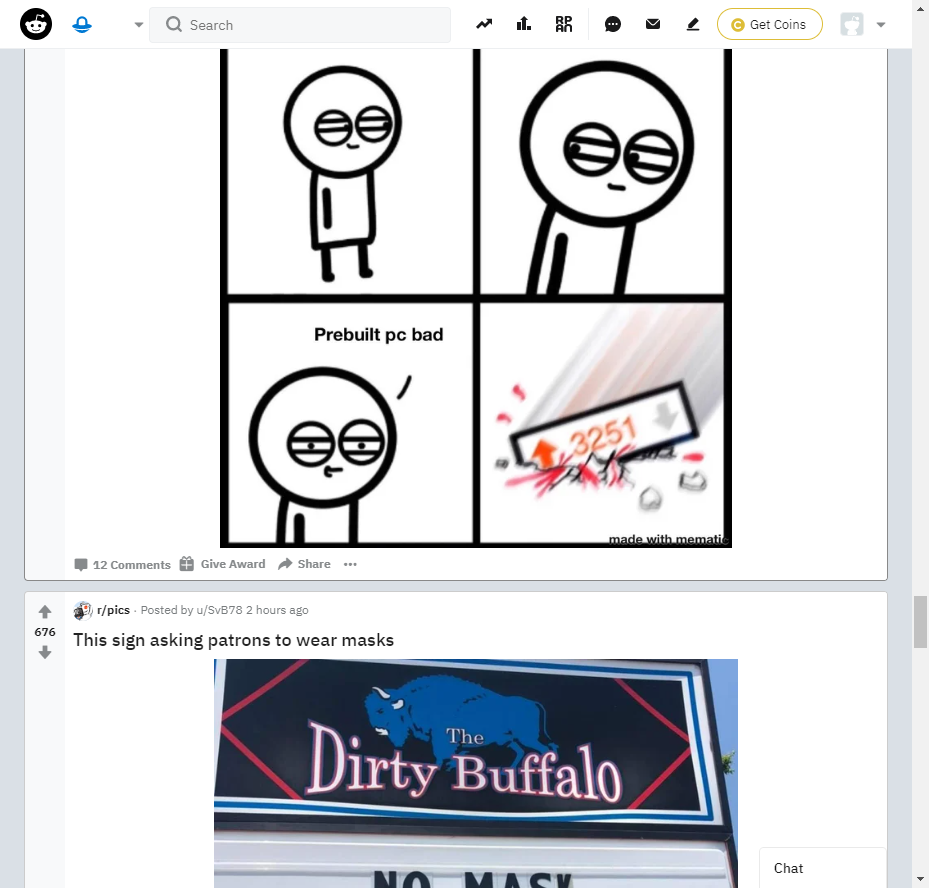 Search
Get Coins
Prebuilt pc bad
3251
made with mematic
12 Comments
Give Award
Share
r/pics · Posted by u/SvB78 2 hours ago
676
This sign asking patrons to wear masks
The
Dirty Buffalo
NO MASK
Chat